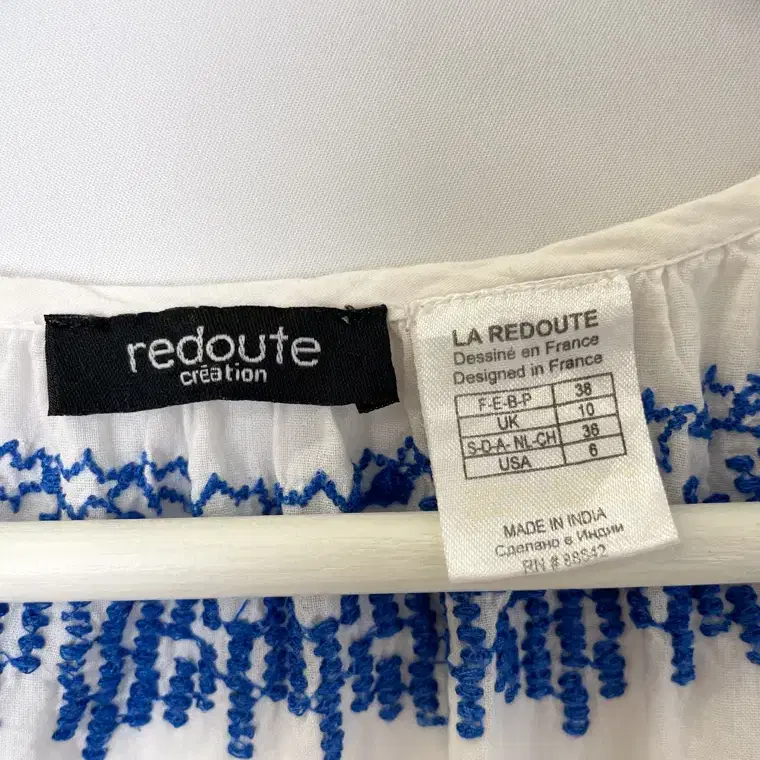 redoute
création
LA REDOUTE
Dessiné en France
Designed in France
F-E-B-P 38
UK 10
S-D-A- NL-CH 36
USA 6
MADE IN INDIA
Сделано в Индии
RN #